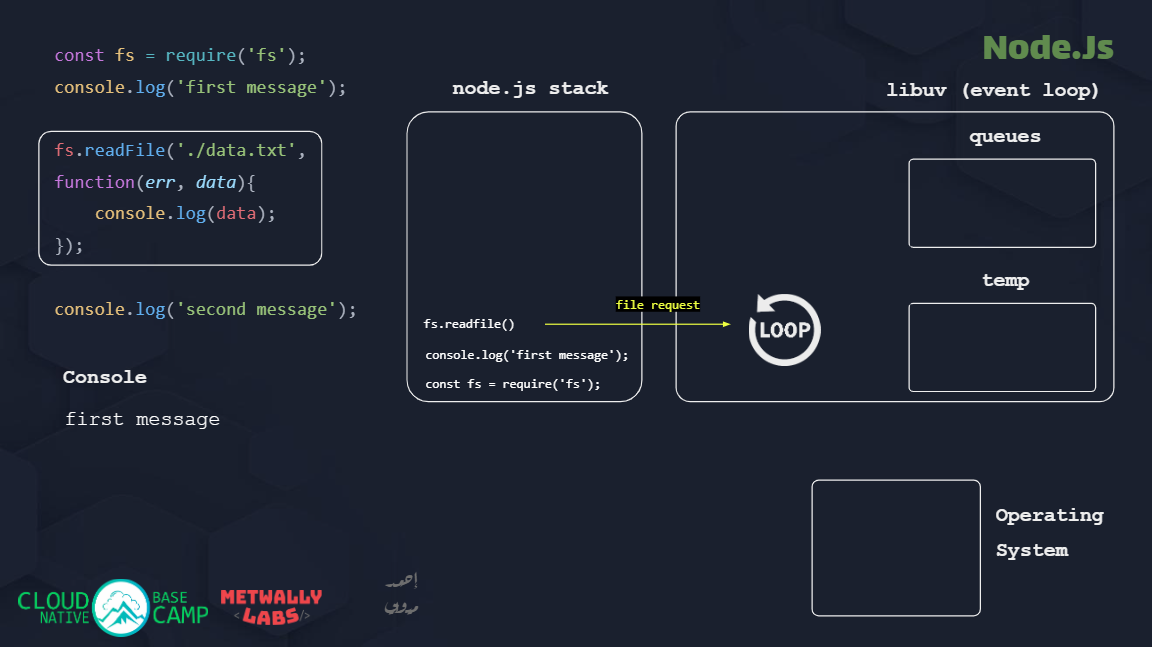 const fs = require('fs');
console.log('first message');
fs.readFile('./data.txt',
function(err, data){
    console.log(data);
});
console.log('second message');
Console
first message
node.js stack
fs.readfile()
console.log('first message');
const fs = require('fs');
file request
Node.Js
libuv (event loop)
queues
temp
LOOP
Operating
System
CLOUD NATIVE
BASE CAMP
METWALLY
<LABS/>
أحمد